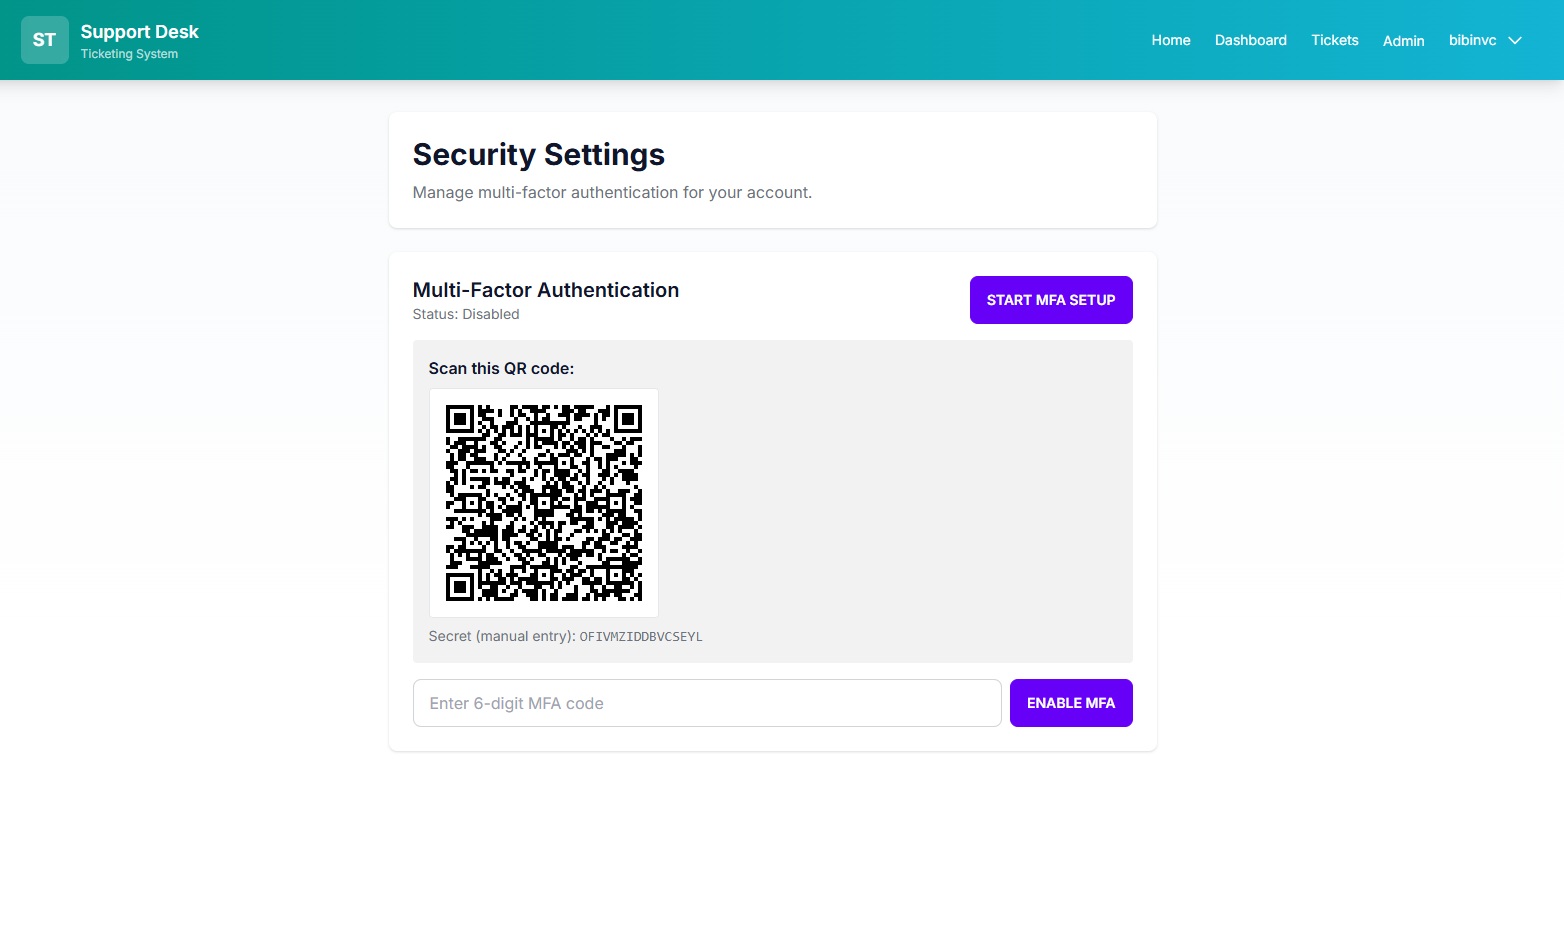 ST
Support Desk
Ticketing System
Home Dashboard Tickets Admin bibinvc
Security Settings
Manage multi-factor authentication for your account.
Multi-Factor Authentication
Status: Disabled
START MFA SETUP
Scan this QR code:
Secret (manual entry): OFIVMZIDDBVCSEYL
Enter 6-digit MFA code
ENABLE MFA